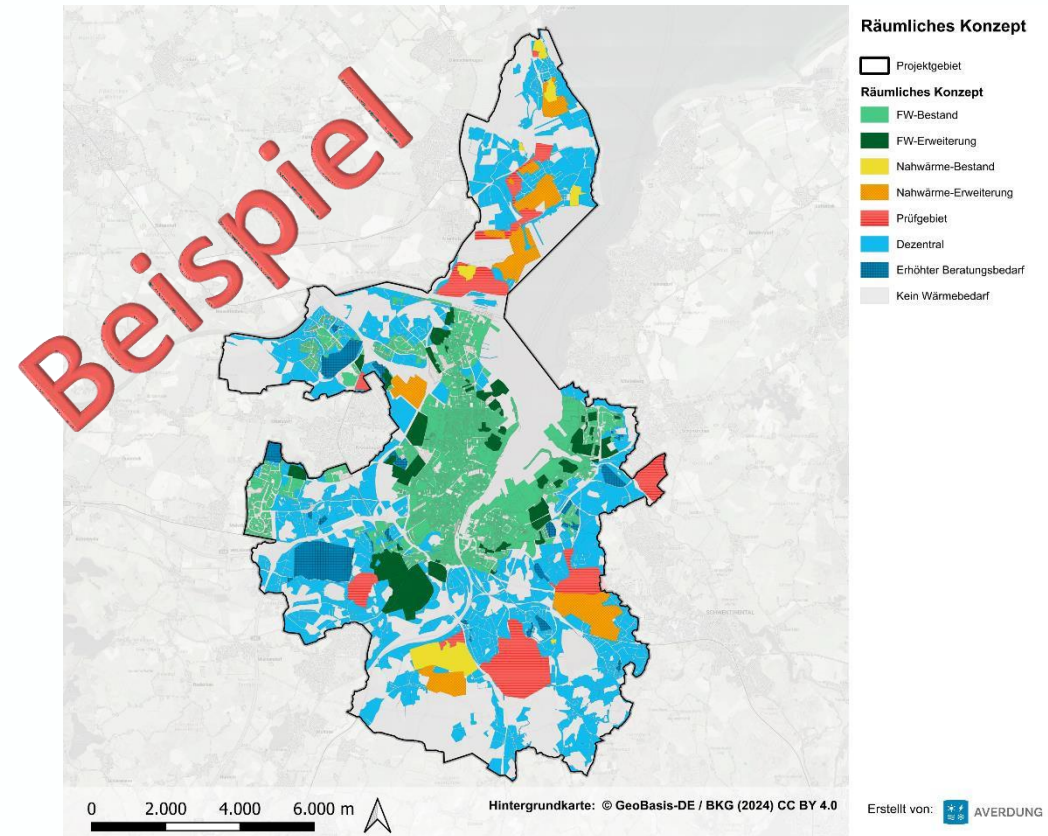 Beispiel
Räumliches Konzept
Projektgebiet
Räumliches Konzept
FW-Bestand
FW-Erweiterung
Nahwärme-Bestand
Nahwärme-Erweiterung
Prüfgebiet
Dezentral
Erhöhter Beratungsbedarf
Kein Wärmebedarf
SCHWENTINENTAL
0 2.000 4.000 6.000 m
Hintergrundkarte: © GeoBasis-DE / BKG (2024) CC BY 4.0
Erstellt von: AVERDUNG